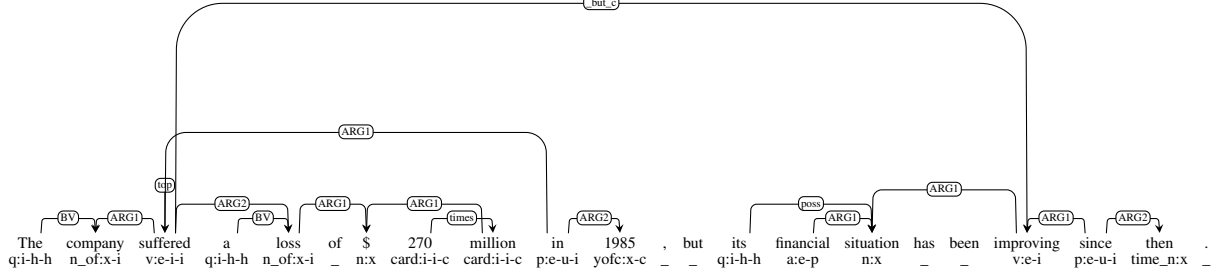 _but_c
ARG1
top
ARG1
ARG2 ARG1 ARG1 poss
BV ARG1 BV times ARG2 ARG1 ARG1 ARG2
The company suffered a loss of $ 270 million in 1985 , but its financial situation has been improving since then .
q:i-h-h n_of:x-i v:e-i-i q:i-h-h n_of:x-i _ n:x card:i-i-c card:i-i-c p:e-u-i yofc:x-c _ _ q:i-h-h a:e-p n:x _ _ v:e-i p:e-u-i time_n:x _